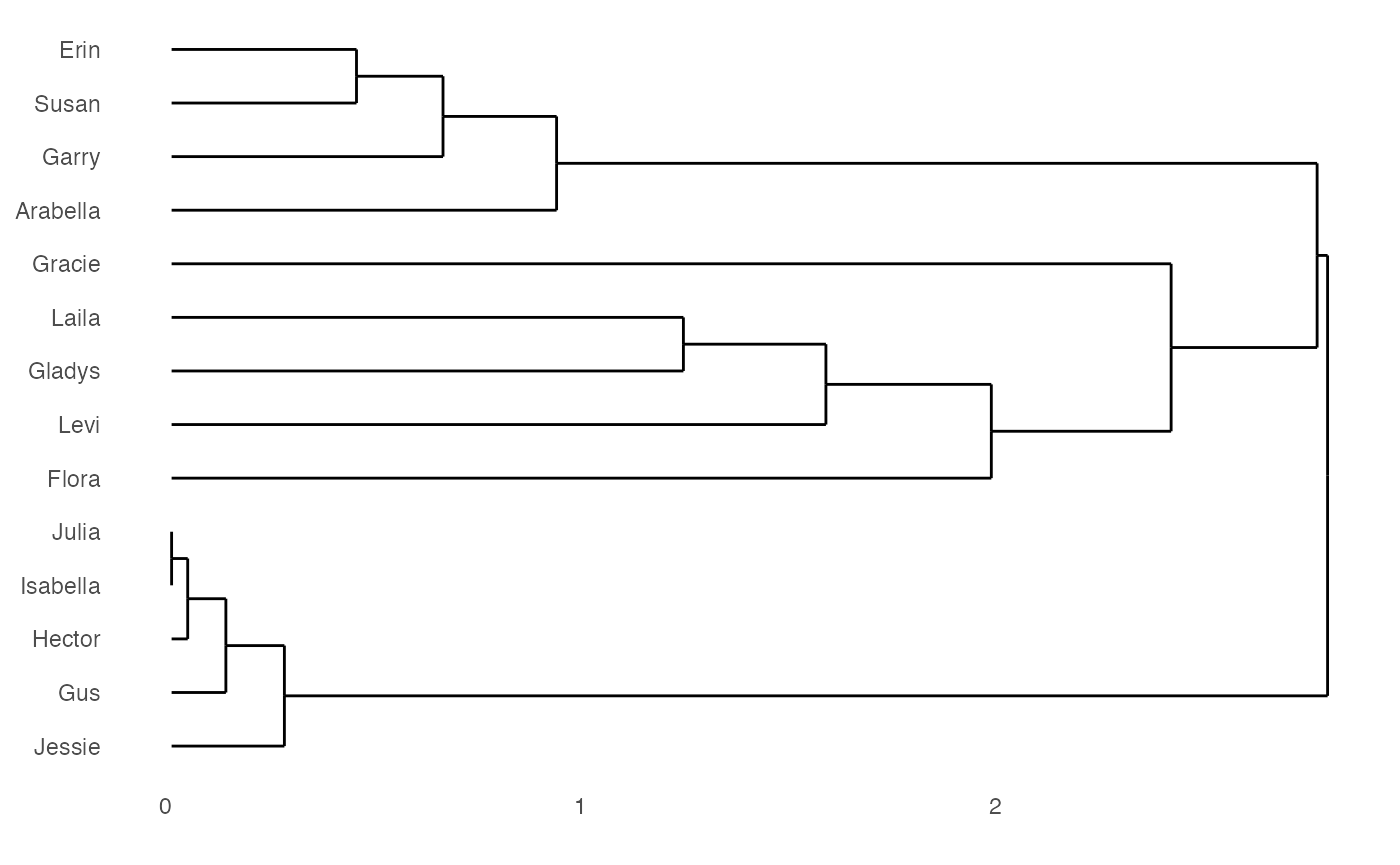 Erin
Susan
Garry
Arabella
Gracie
Laila
Gladys
Levi
Flora
Julia
Isabella
Hector
Gus
Jessie
0 1 2